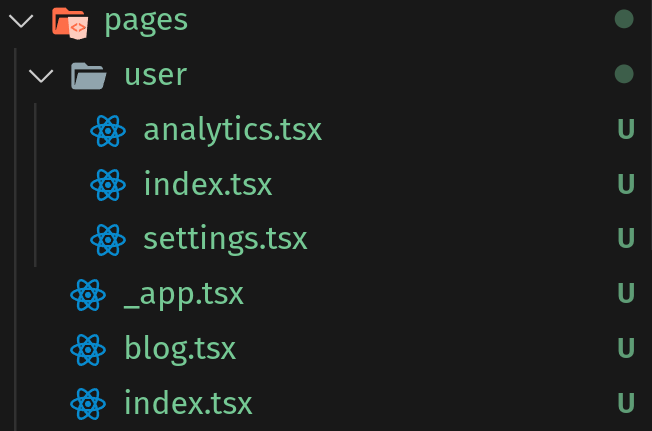 pages
user
analytics.tsx U
index.tsx U
settings.tsx U
_app.tsx U
blog.tsx U
index.tsx U